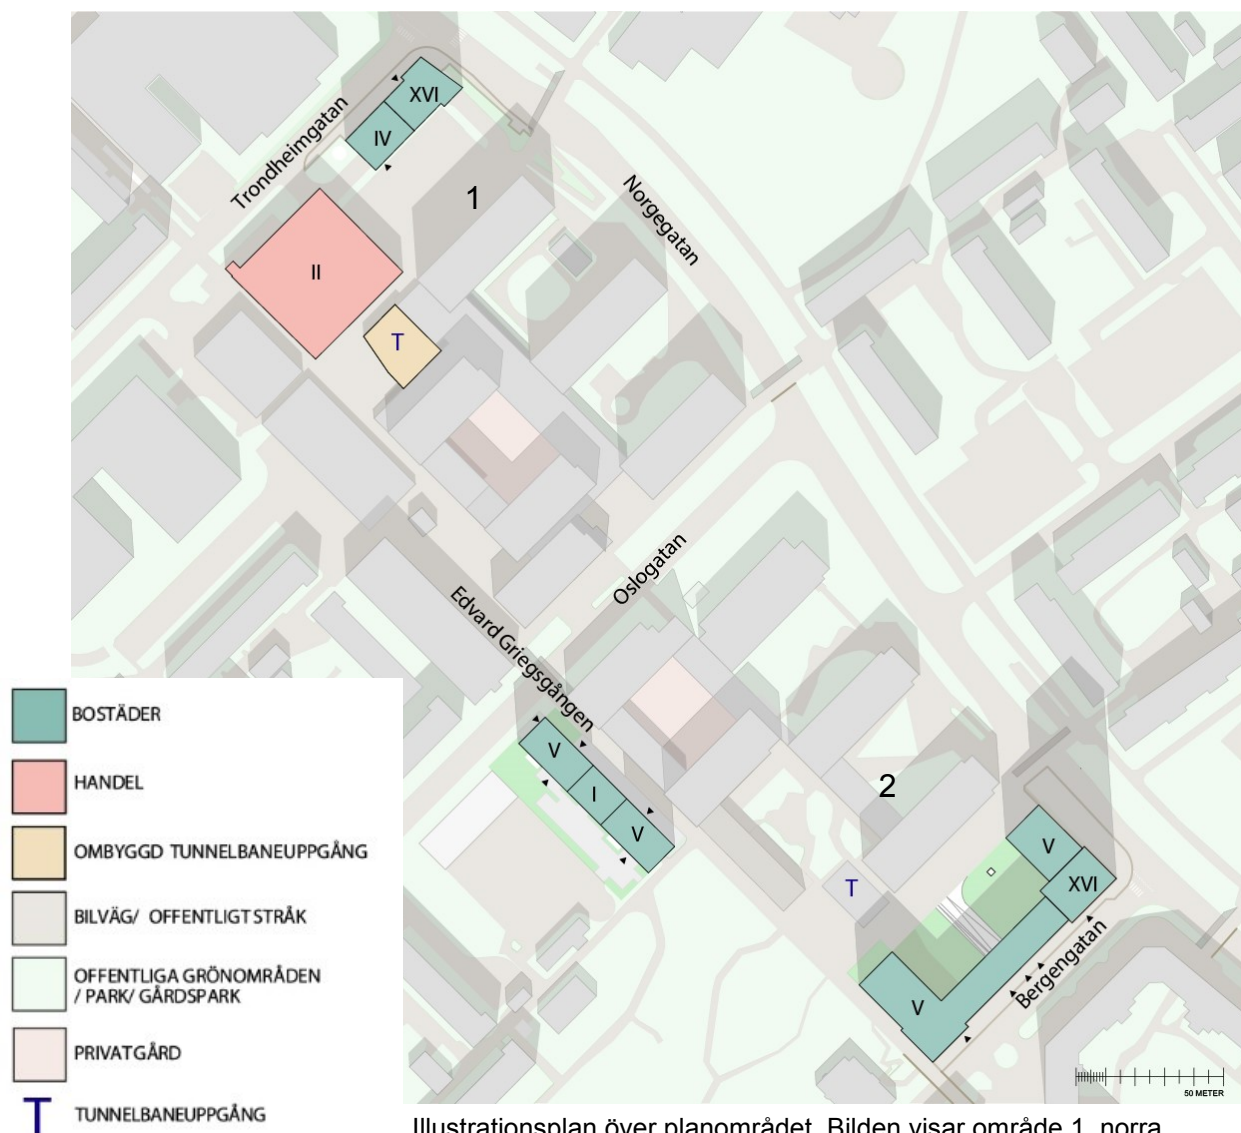 XVI
IV
Trondheimgatan
1
Norgegatan
II
T
Oslogatan
Edvard Griegsgången
V
I
V
2
T
V
XVI
V
Bergengatan
50 METER
BOSTÄDER
HANDEL
OMBYGGD TUNNELBANEUPPGÅNG
BILVÄG/ OFFENTLIGT STRÅK
OFFENTLIGA GRÖNOMRÅDEN
/ PARK/ GÅRDSPARK
PRIVATGÅRD
T TUNNELBANEUPPGÅNG
Illustrationsplan över planområdet. Bilden visar område 1, norra